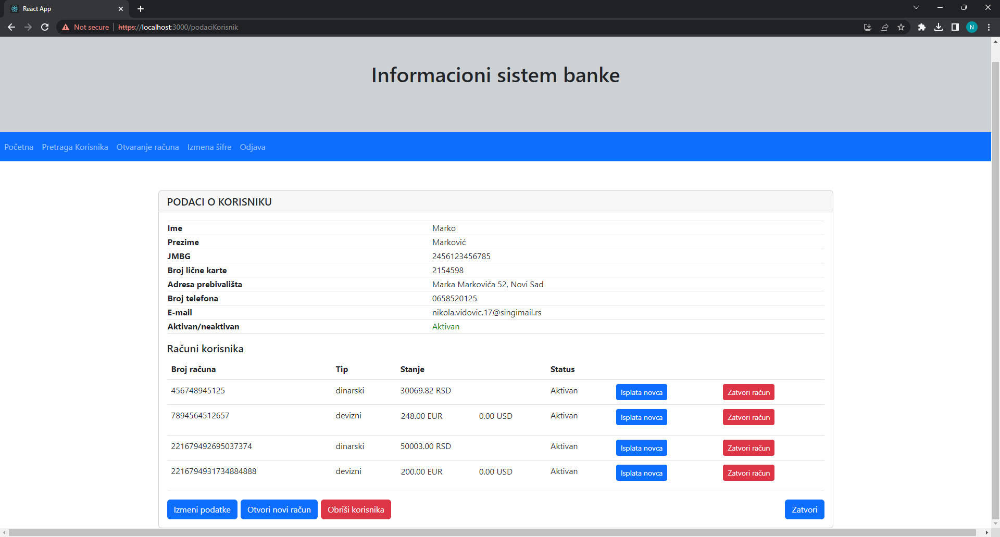 React App
Not secure https://localhost:3000/podaciKorisnik N
Informacioni sistem banke
Početna Pretraga Korisnika Otvaranje računa Izmena šifre Odjava
PODACI O KORISNIKU
Ime Marko
Prezime Marković
JMBG 2456123456785
Broj lične karte 2154598
Adresa prebivališta Marka Markovića 52, Novi Sad
Broj telefona 0658520125
E-mail nikola.vidovic.17@singimail.rs
Aktivan/neaktivan Aktivan
Računi korisnika
Broj računa Tip Stanje Status
456748945125 dinarski 30069.82 RSD Aktivan Isplata novca Zatvori račun
7894564512657 devizni 248.00 EUR 0.00 USD Aktivan Isplata novca Zatvori račun
221679492695037374 dinarski 50003.00 RSD Aktivan Isplata novca Zatvori račun
2216794931734884888 devizni 200.00 EUR 0.00 USD Aktivan Isplata novca Zatvori račun
Izmeni podatke Otvori novi račun Obriši korisnika Zatvori